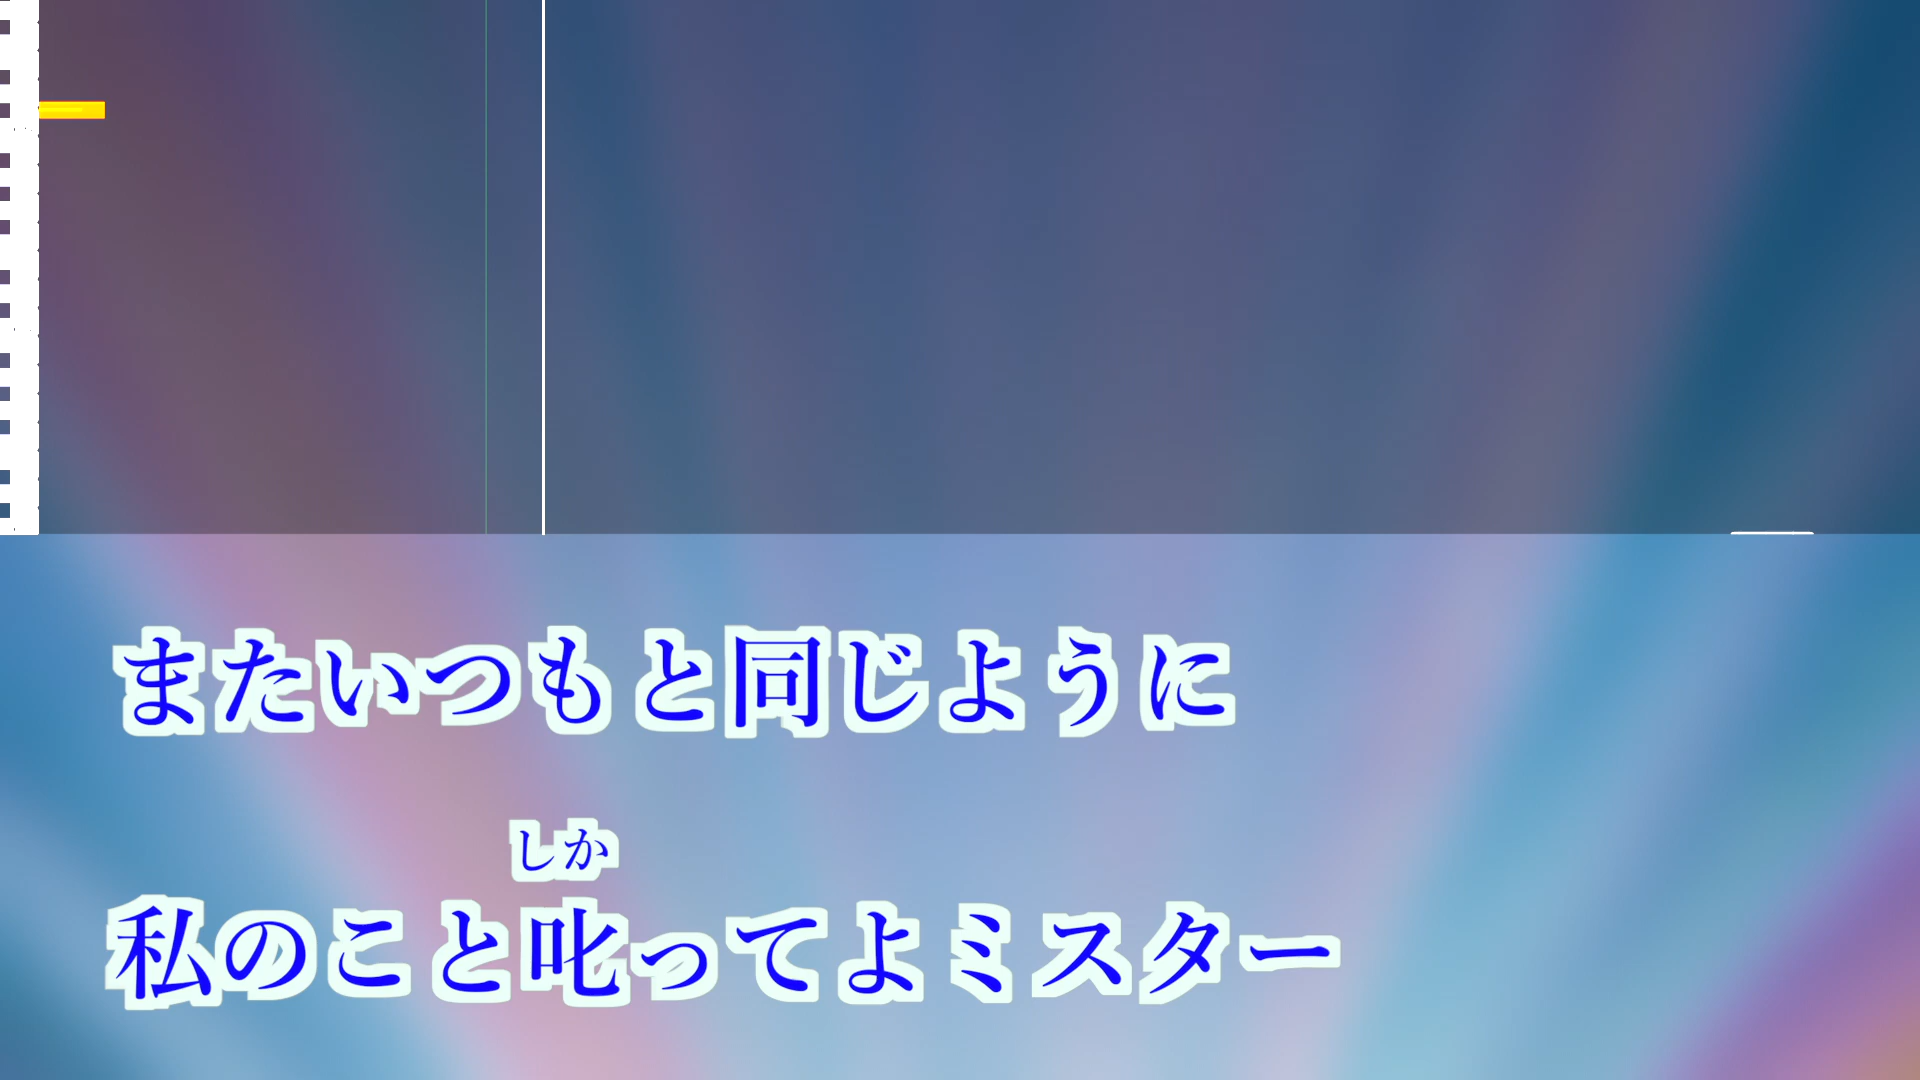 またいつもと同じように
しか
私のこと叱ってよミスター